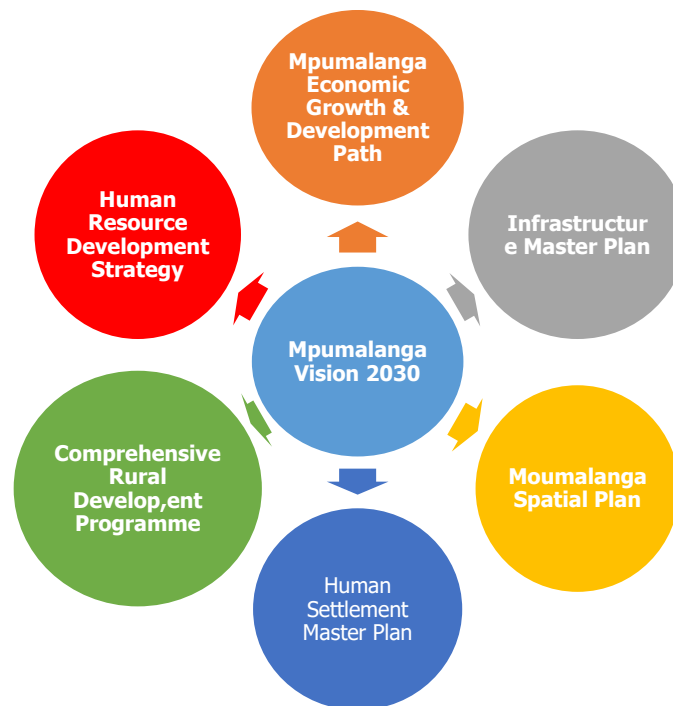 Mpumalanga
Economic
Growth &
Development
Path
Human
Resource
Development
Strategy
Infrastructur
e Master Plan
Mpumalanga
Vision 2030
Comprehensive
Rural
Develop,ent
Programme
Moumalanga
Spatial Plan
Human
Settlement
Master Plan